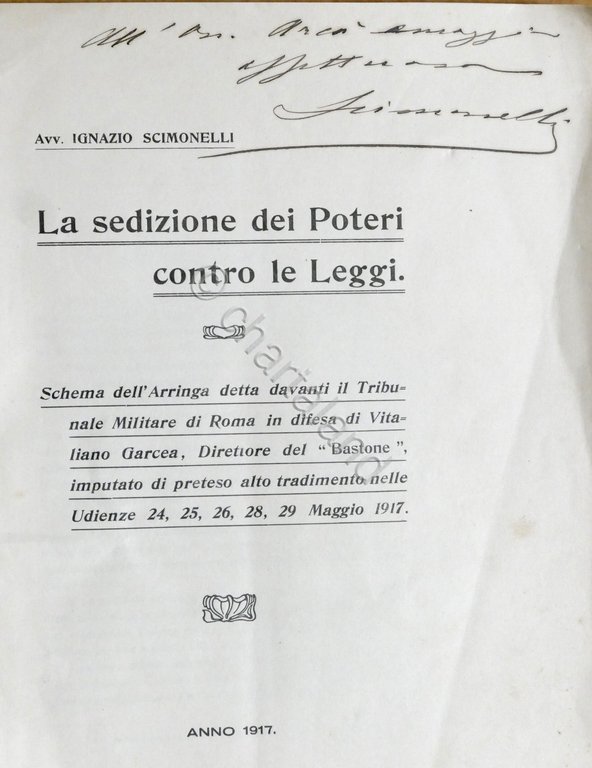 All'On. Arcà omaggio
affettuoso
Scimonelli
Avv. IGNAZIO SCIMONELLI
La sedizione dei Poteri
contro le Leggi.
© chartaland
Schema dell'Arringa detta davanti il Tribu-
nale Militare di Roma in difesa di Vita-
liano Garcea, Direttore del "Bastone",
imputato di preteso alto tradimento nelle
Udienze 24, 25, 26, 28, 29 Maggio 1917.
ANNO 1917.